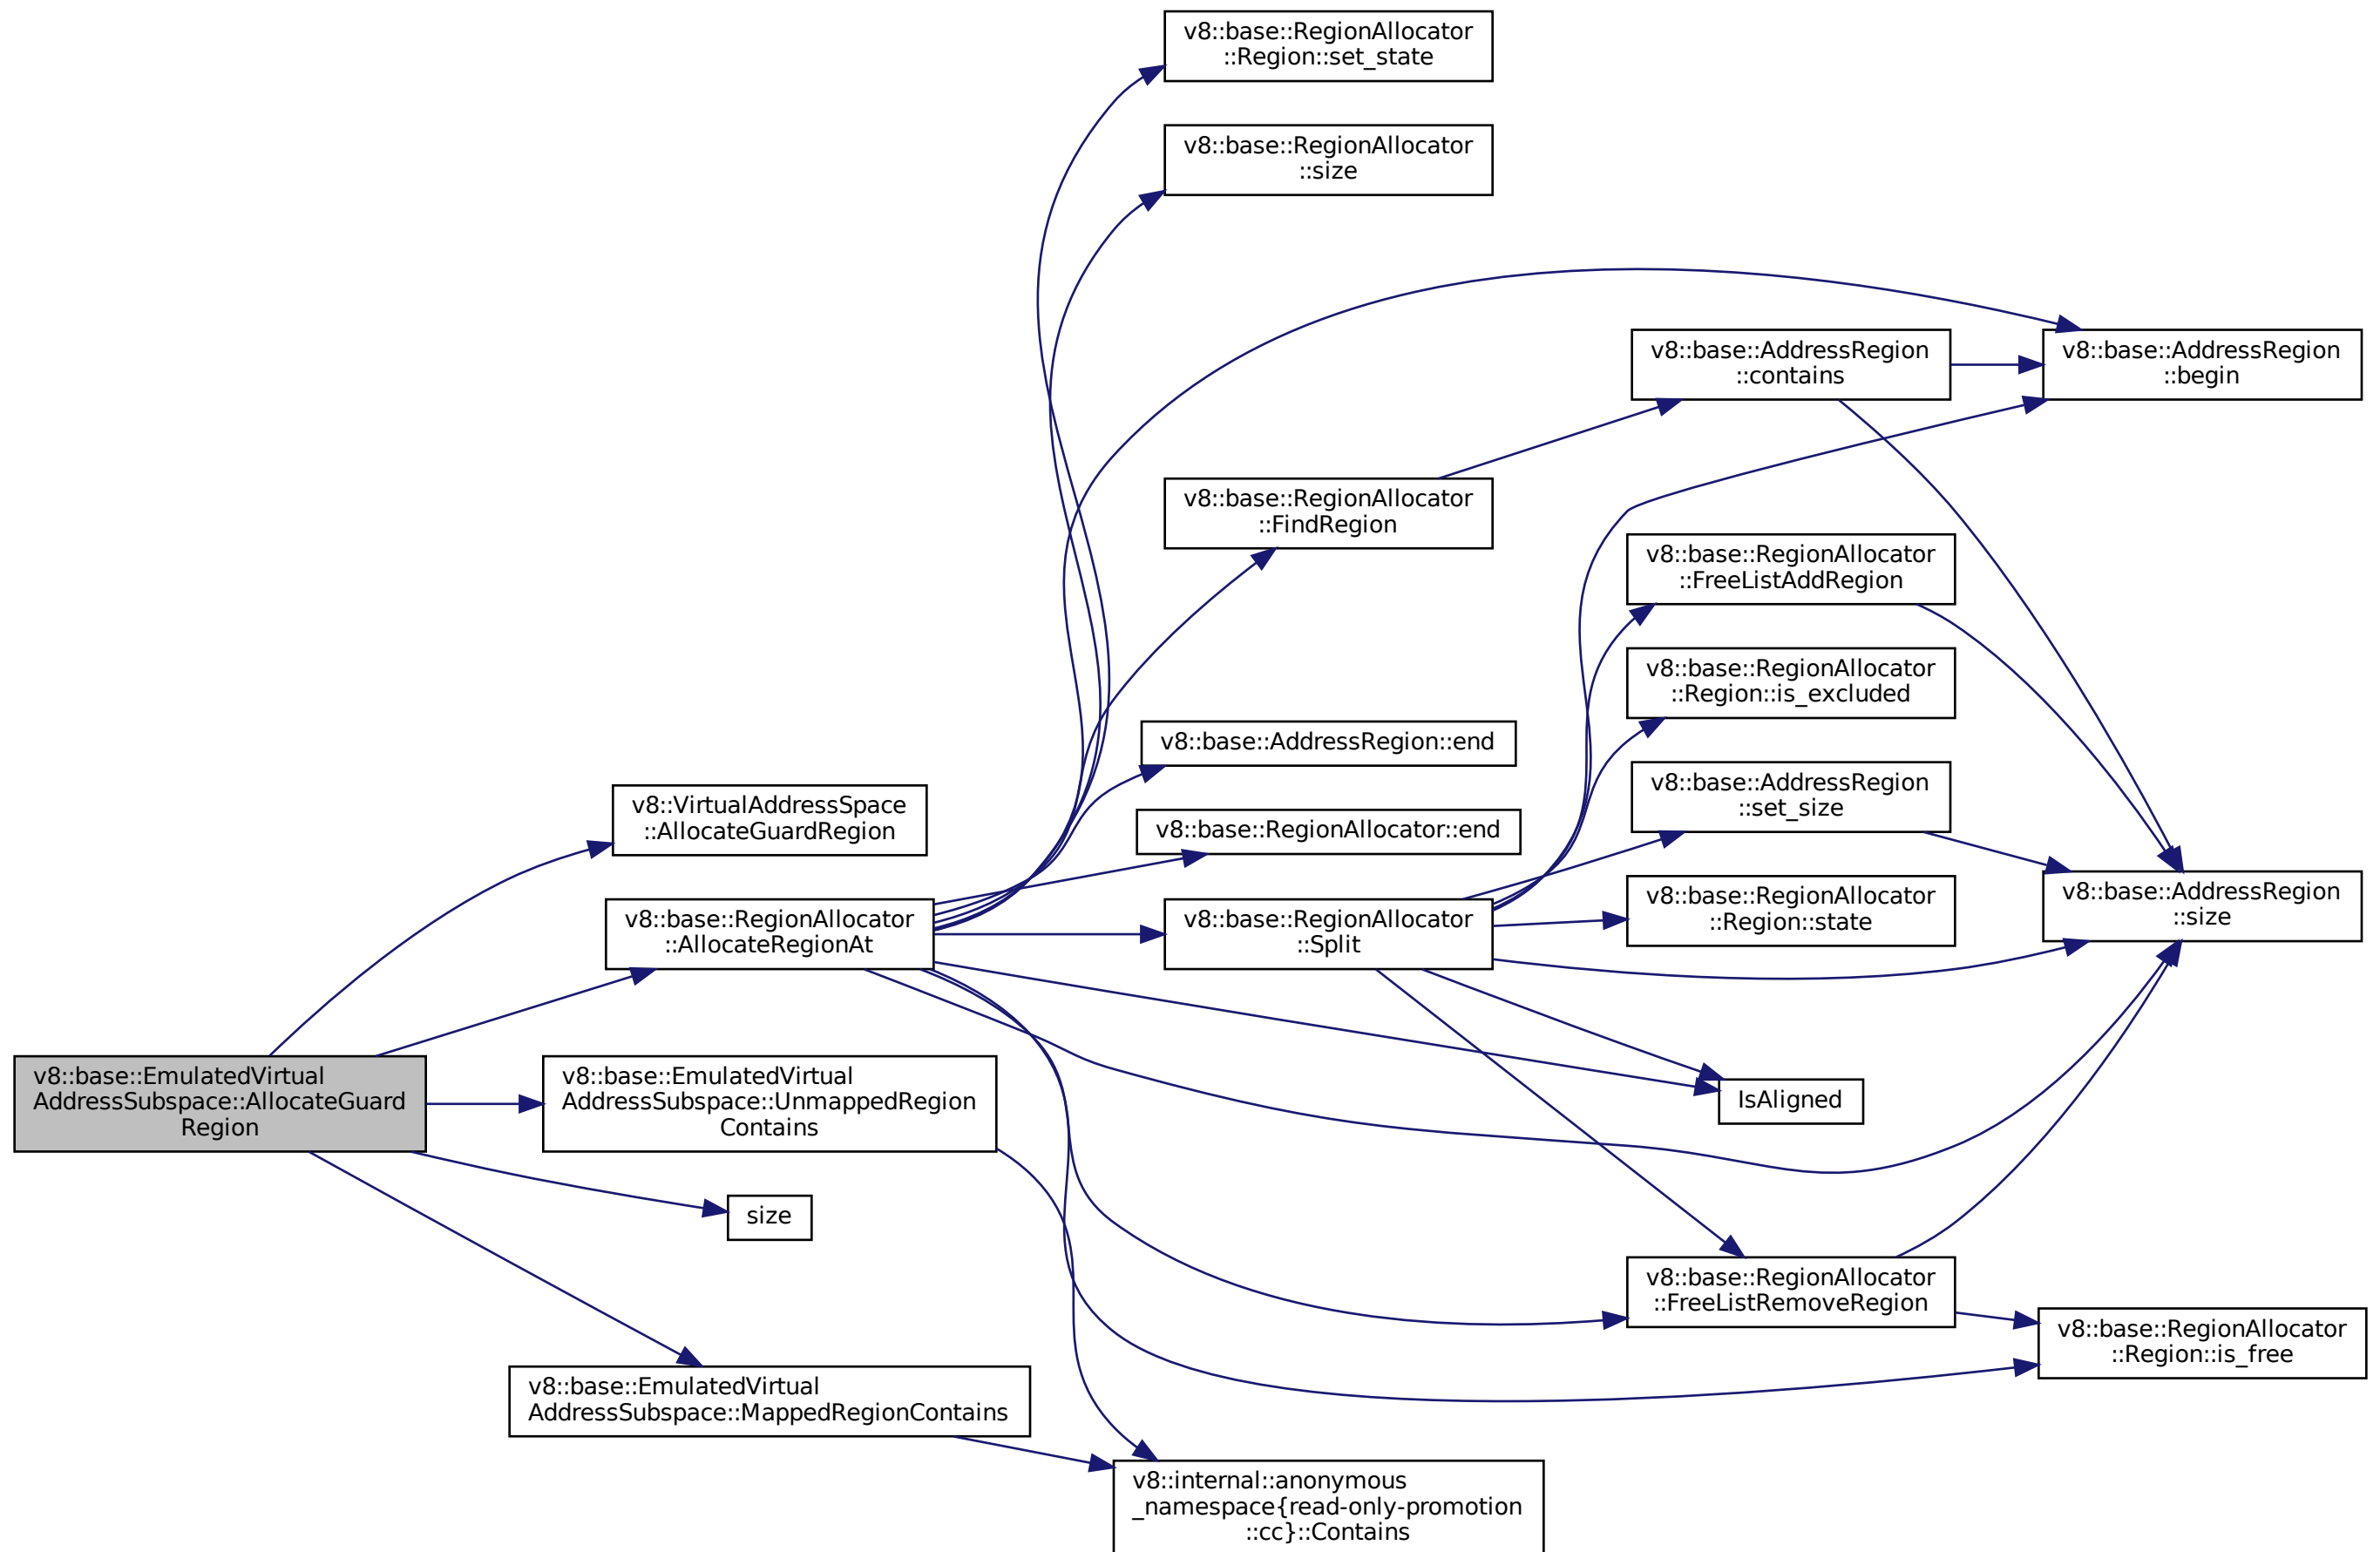 v8::base::RegionAllocator
::Region::set_state
v8::base::RegionAllocator
::size
v8::base::AddressRegion
::contains
v8::base::AddressRegion
::begin
v8::base::RegionAllocator
::FindRegion
v8::base::RegionAllocator
::FreeListAddRegion
v8::base::RegionAllocator
::Region::is_excluded
v8::base::AddressRegion::end
v8::VirtualAddressSpace
::AllocateGuardRegion
v8::base::AddressRegion
::set_size
v8::base::RegionAllocator::end
v8::base::RegionAllocator
::AllocateRegionAt
v8::base::RegionAllocator
::Split
v8::base::RegionAllocator
::Region::state
v8::base::AddressRegion
::size
v8::base::EmulatedVirtual
AddressSubspace::AllocateGuard
Region
v8::base::EmulatedVirtual
AddressSubspace::UnmappedRegion
Contains
IsAligned
size
v8::base::RegionAllocator
::FreeListRemoveRegion
v8::base::RegionAllocator
::Region::is_free
v8::base::EmulatedVirtual
AddressSubspace::MappedRegionContains
v8::internal::anonymous
_namespace{read-only-promotion
::cc}::Contains